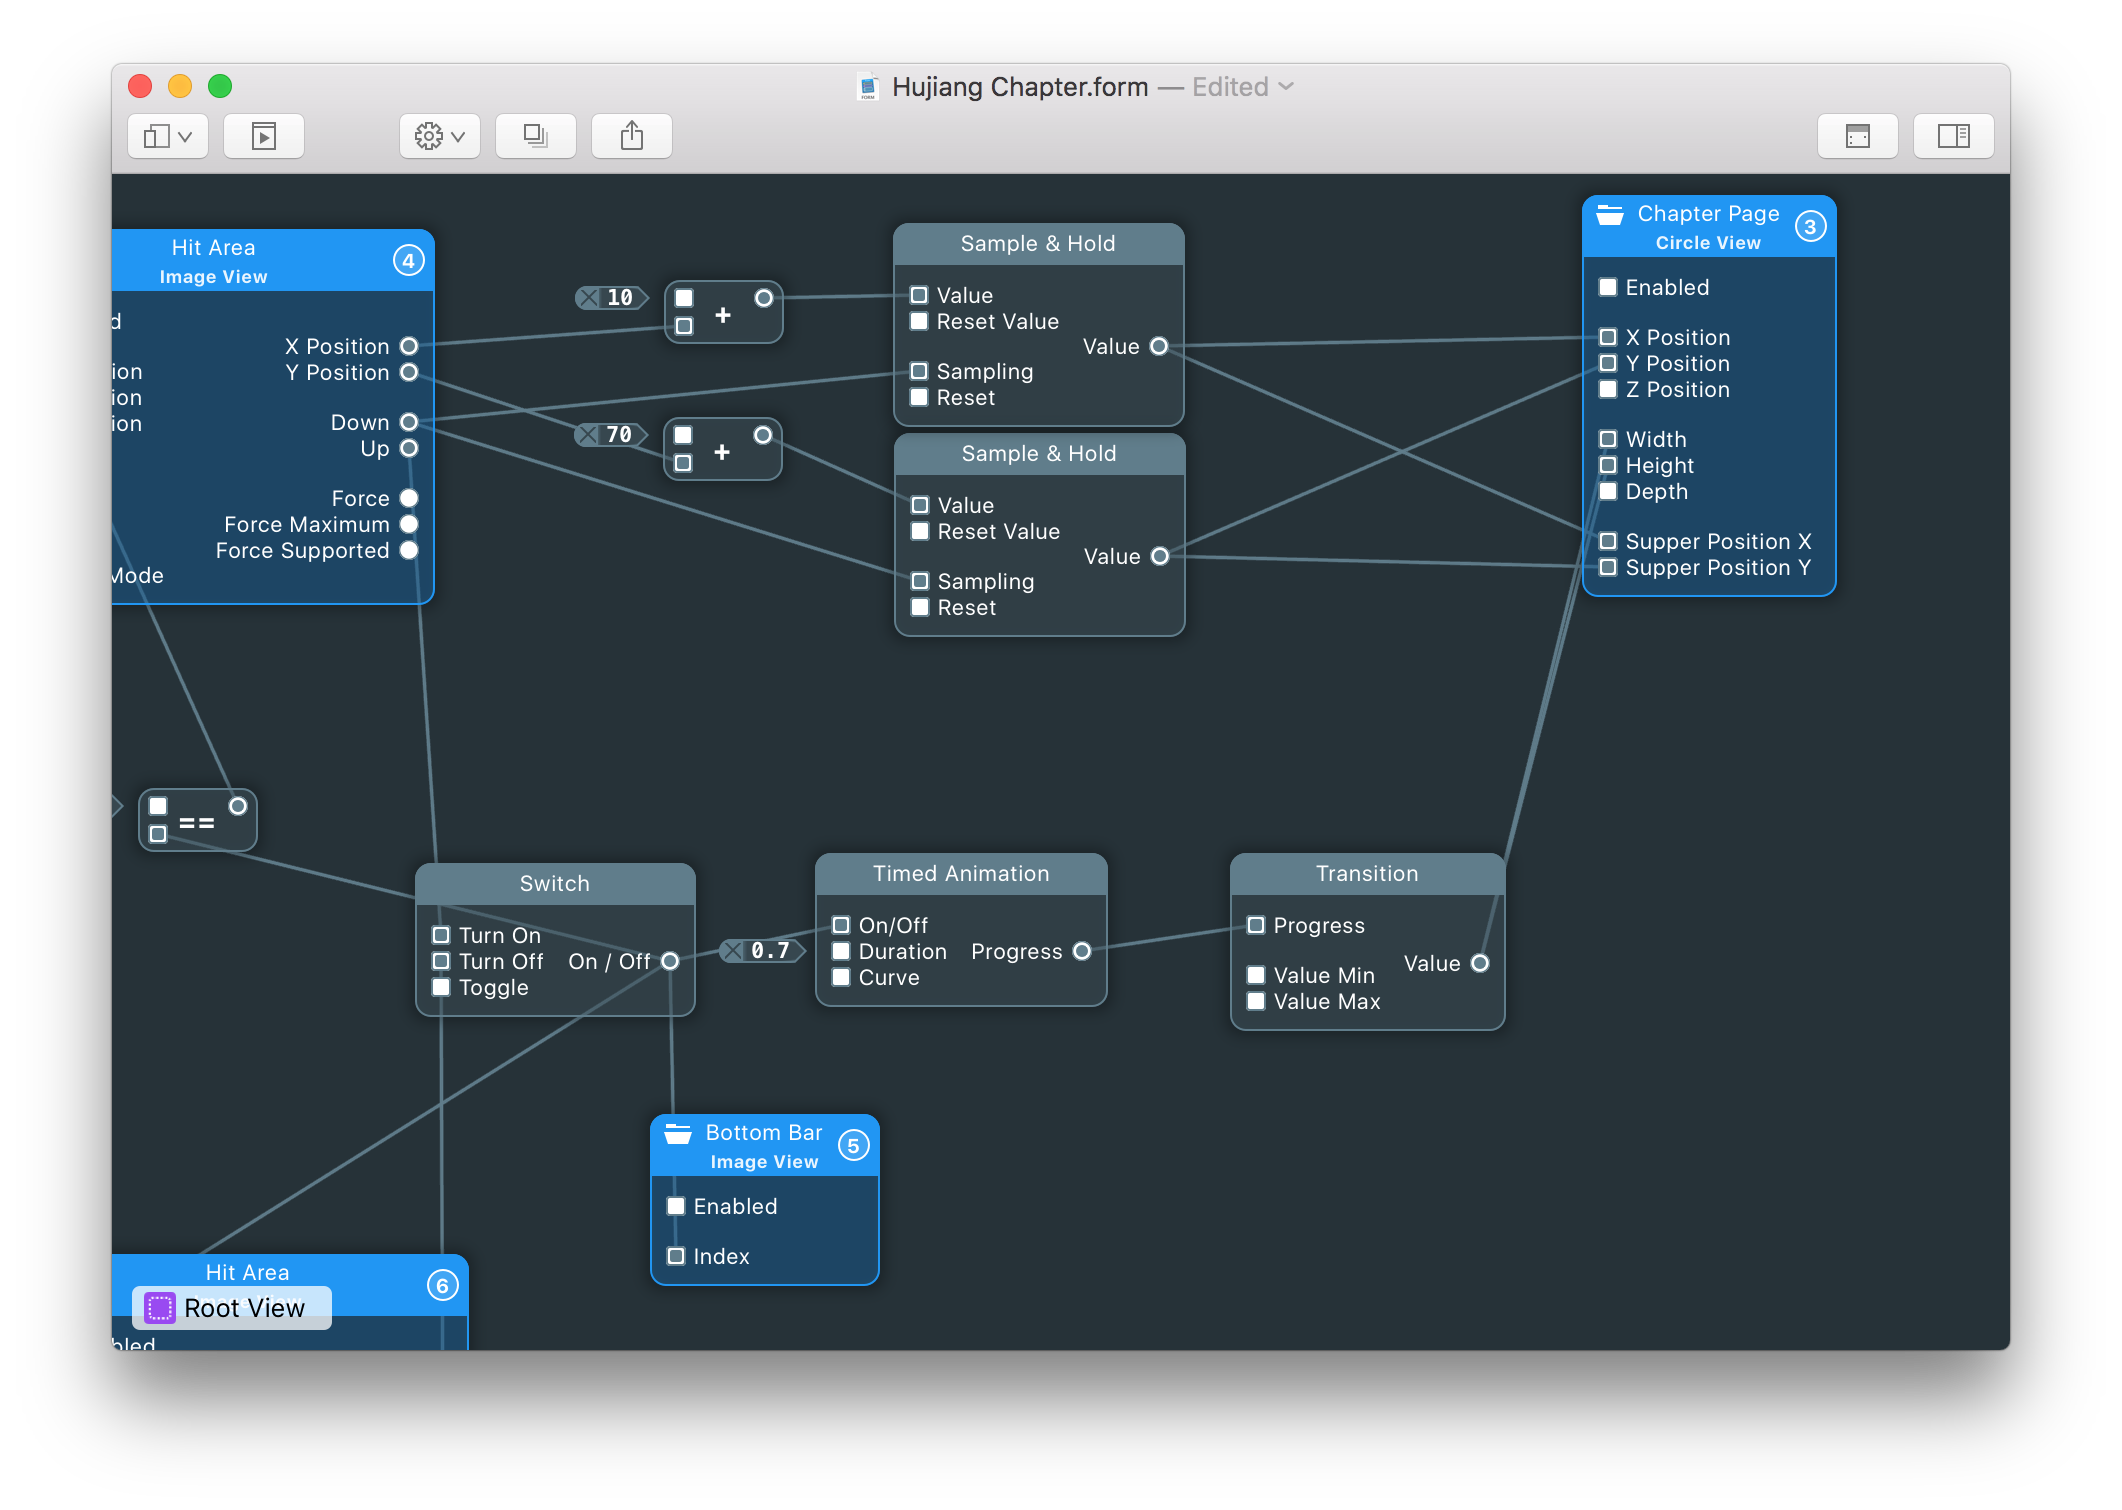 Hujiang Chapter.form — Edited
Hit Area
Image View
4
d
X Position
Y Position
ion
ion
ion
Down
Up
Force
Force Maximum
Force Supported
Mode
10
+
70
+
Sample & Hold
Value
Reset Value
Value
Sampling
Reset
Sample & Hold
Value
Reset Value
Value
Sampling
Reset
Chapter Page
Circle View
3
Enabled
X Position
Y Position
Z Position
Width
Height
Depth
Supper Position X
Supper Position Y
==
Switch
Turn On
Turn Off On / Off
Toggle
0.7
Timed Animation
On/Off
Duration Progress
Curve
Transition
Progress
Value
Value Min
Value Max
Bottom Bar
Image View
5
Enabled
Index
Hit Area
6
Root View
bled